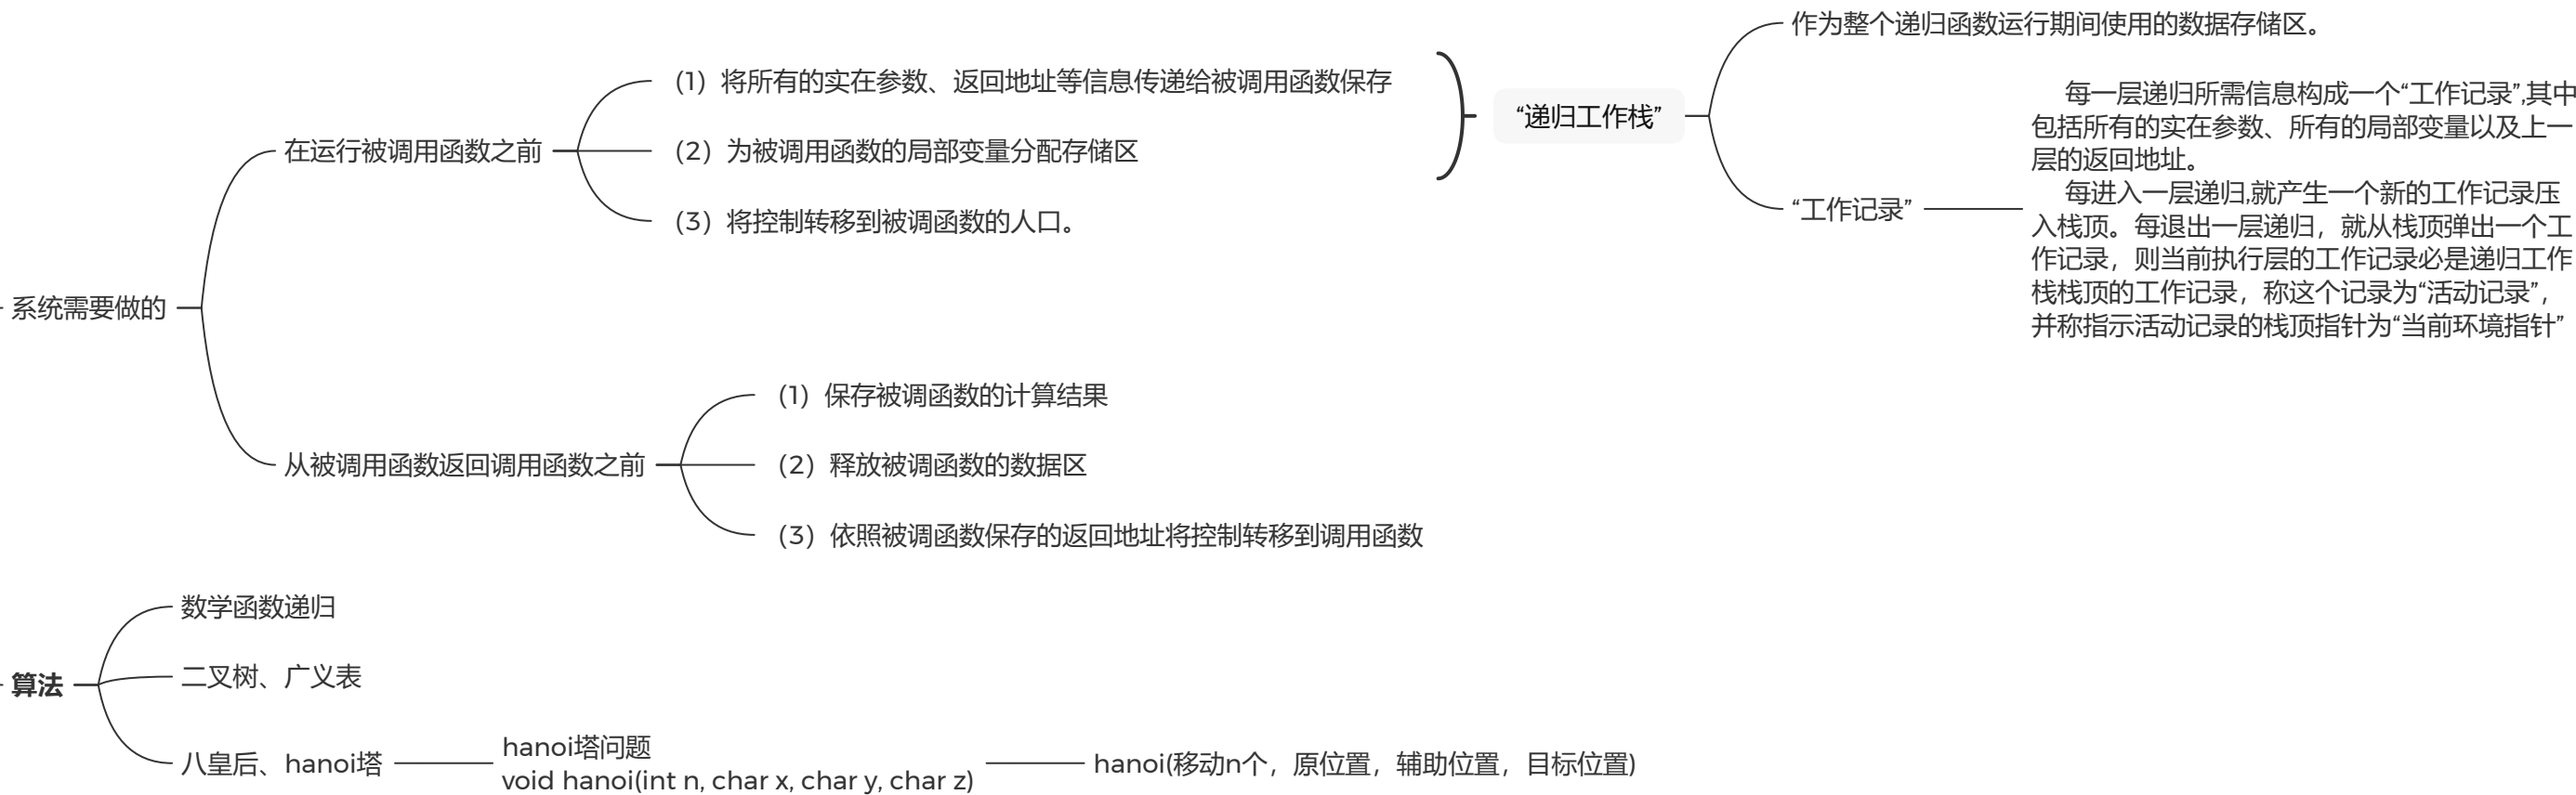 系统需要做的
在运行被调用函数之前
（1）将所有的实在参数、返回地址等信息传递给被调用函数保存
（2）为被调用函数的局部变量分配存储区
（3）将控制转移到被调函数的人口。
“递归工作栈”
作为整个递归函数运行期间使用的数据存储区。
“工作记录”
每一层递归所需信息构成一个“工作记录”,其中
包括所有的实在参数、所有的局部变量以及上一
层的返回地址。
每进入一层递归,就产生一个新的工作记录压
入栈顶。每退出一层递归，就从栈顶弹出一个工
作记录，则当前执行层的工作记录必是递归工作
栈栈顶的工作记录，称这个记录为“活动记录”，
并称指示活动记录的栈顶指针为“当前环境指针”
从被调用函数返回调用函数之前
（1）保存被调函数的计算结果
（2）释放被调函数的数据区
（3）依照被调函数保存的返回地址将控制转移到调用函数
算法
数学函数递归
二叉树、广义表
八皇后、hanoi塔
hanoi塔问题
void hanoi(int n, char x, char y, char z)
hanoi(移动n个，原位置，辅助位置，目标位置)